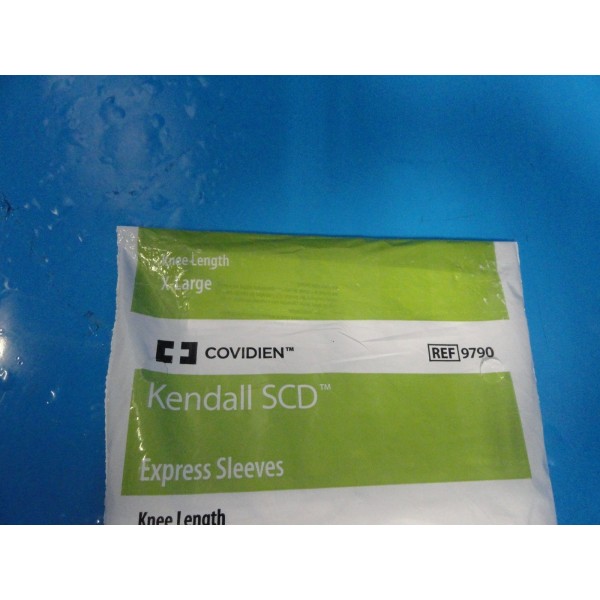 Knee Length
X-Large
COVIDIEN™
REF 9790
Kendall SCD™
Express Sleeves
Knee Length